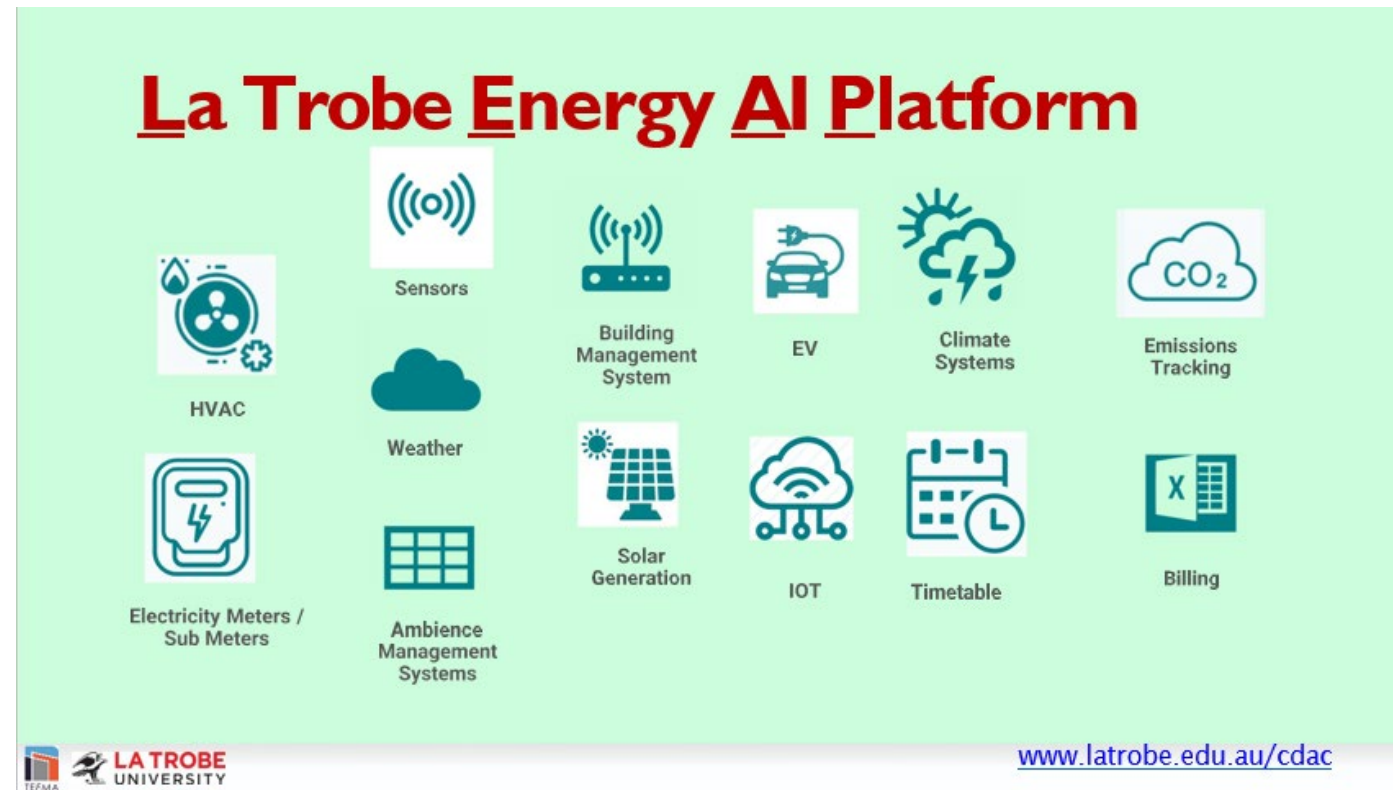 La Trobe Energy AI Platform
Sensors
HVAC
Weather
Electricity Meters /
Sub Meters
Ambience
Management
Systems
Building
Management
System
Solar
Generation
EV
IOT
Climate
Systems
Timetable
CO₂
Emissions
Tracking
X
Billing
TEFMA
LA TROBE
UNIVERSITY
www.latrobe.edu.au/cdac